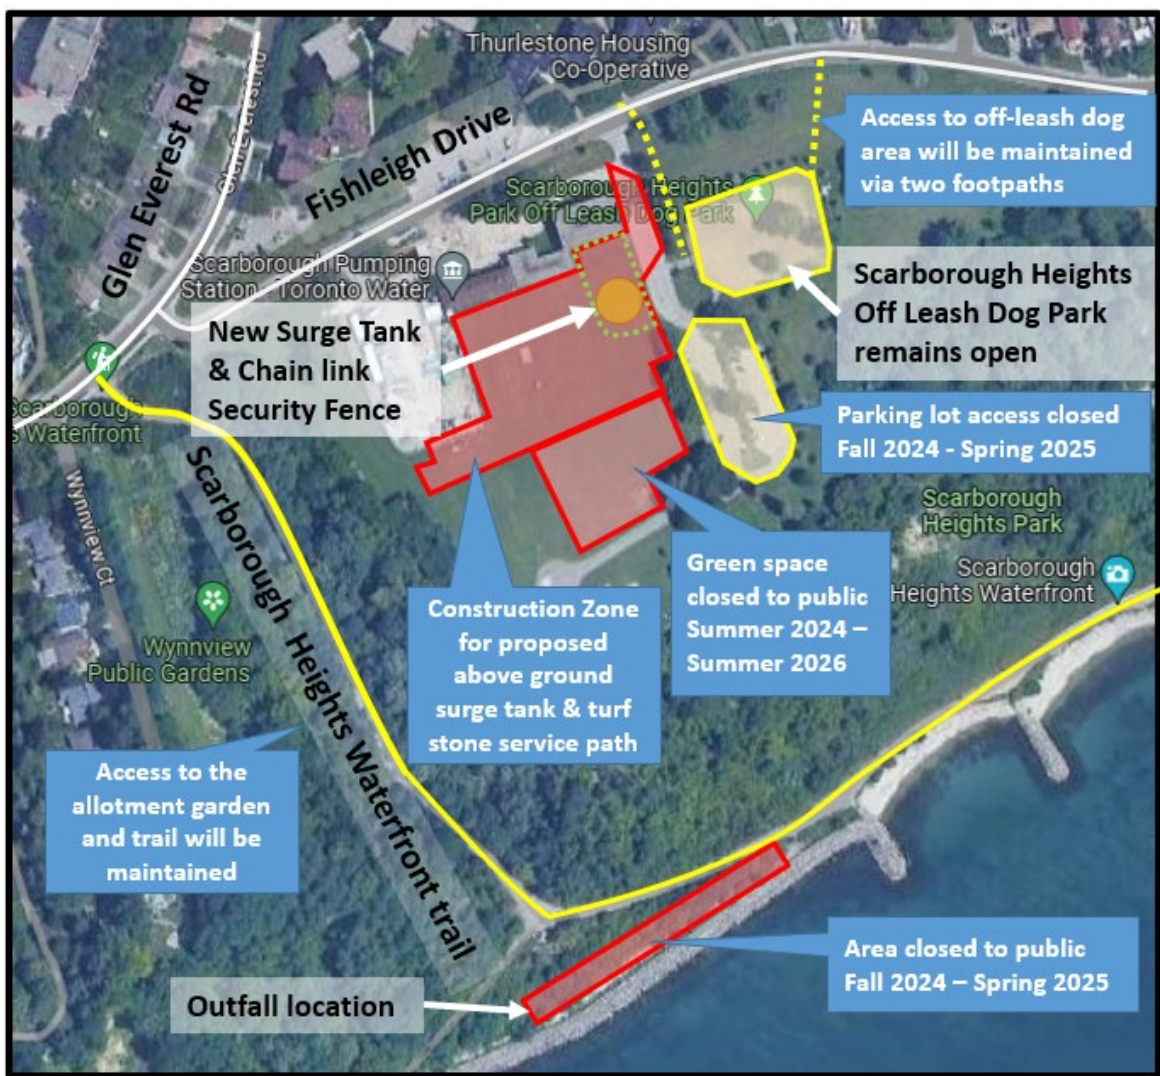 Thurlestone Housing
Co-Operative
Glen Everest Rd
Glen Everest Rd
Fishleigh Drive
Access to off-leash dog
area will be maintained
via two footpaths
Scarborough Heights
Park Off Leash Dog Park
Scarborough Pumping
Station - Toronto Water
Scarborough Heights
Off Leash Dog Park
remains open
New Surge Tank
& Chain link
Security Fence
Scarborough
s Waterfront
Parking lot access closed
Fall 2024 - Spring 2025
Wynnview Ct
Scarborough Heights Waterfront trail
Scarborough
Heights Park
Scarborough
Heights Waterfront
Green space
closed to public
Summer 2024 –
Summer 2026
Construction Zone
for proposed
above ground
surge tank & turf
stone service path
Wynnview
Public Gardens
Access to the
allotment garden
and trail will be
maintained
Area closed to public
Fall 2024 – Spring 2025
Outfall location